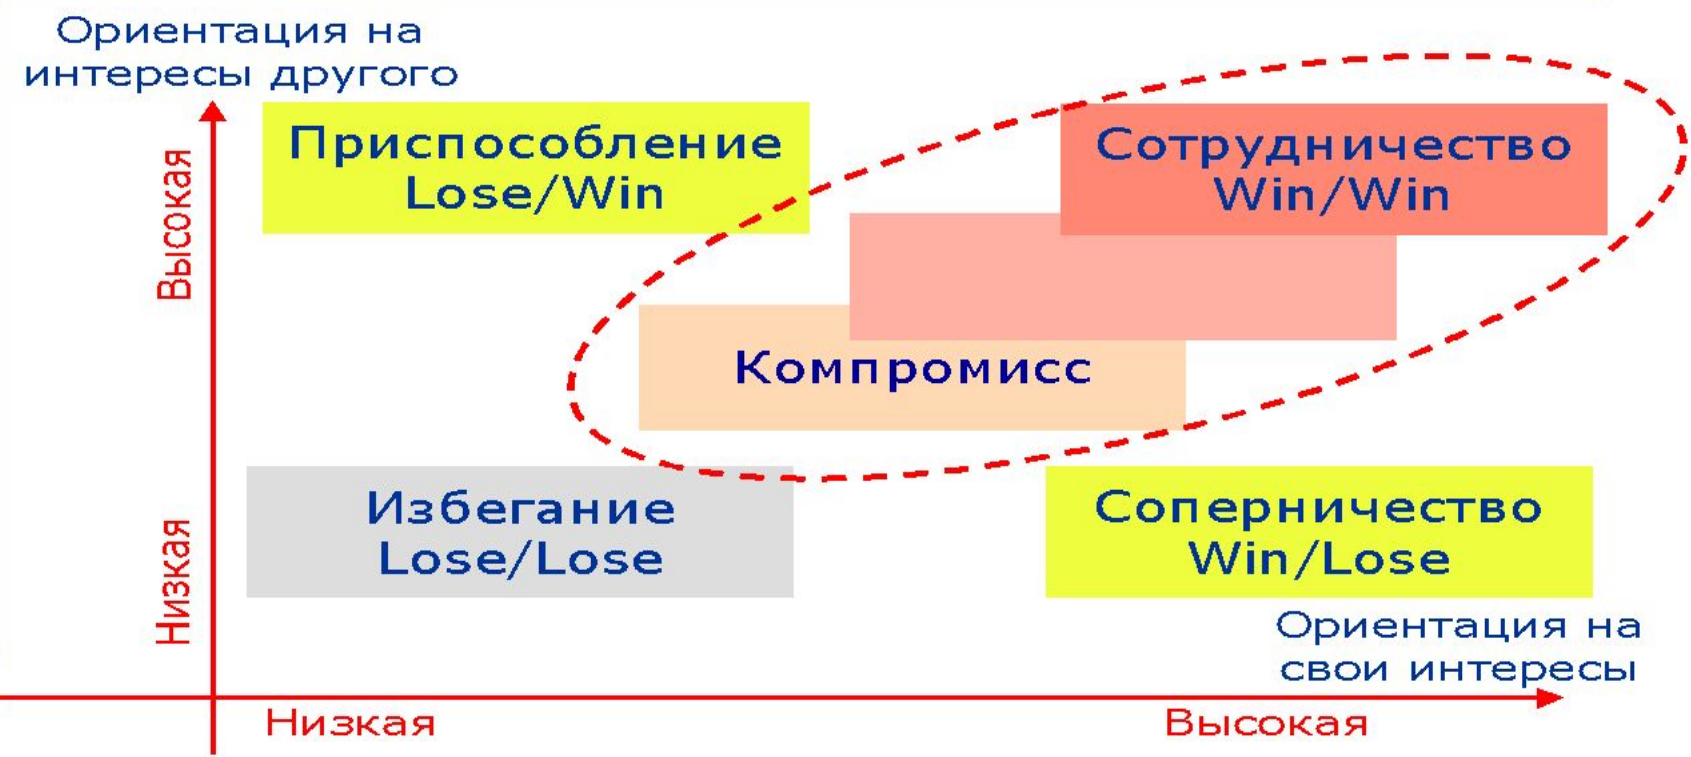 Ориентация на
интересы другого
Высокая
Приспособление
Lose/Win
Сотрудничество
Win/Win
Компромисс
Низкая
Избегание
Lose/Lose
Соперничество
Win/Lose
Ориентация на
свои интересы
Низкая
Высокая